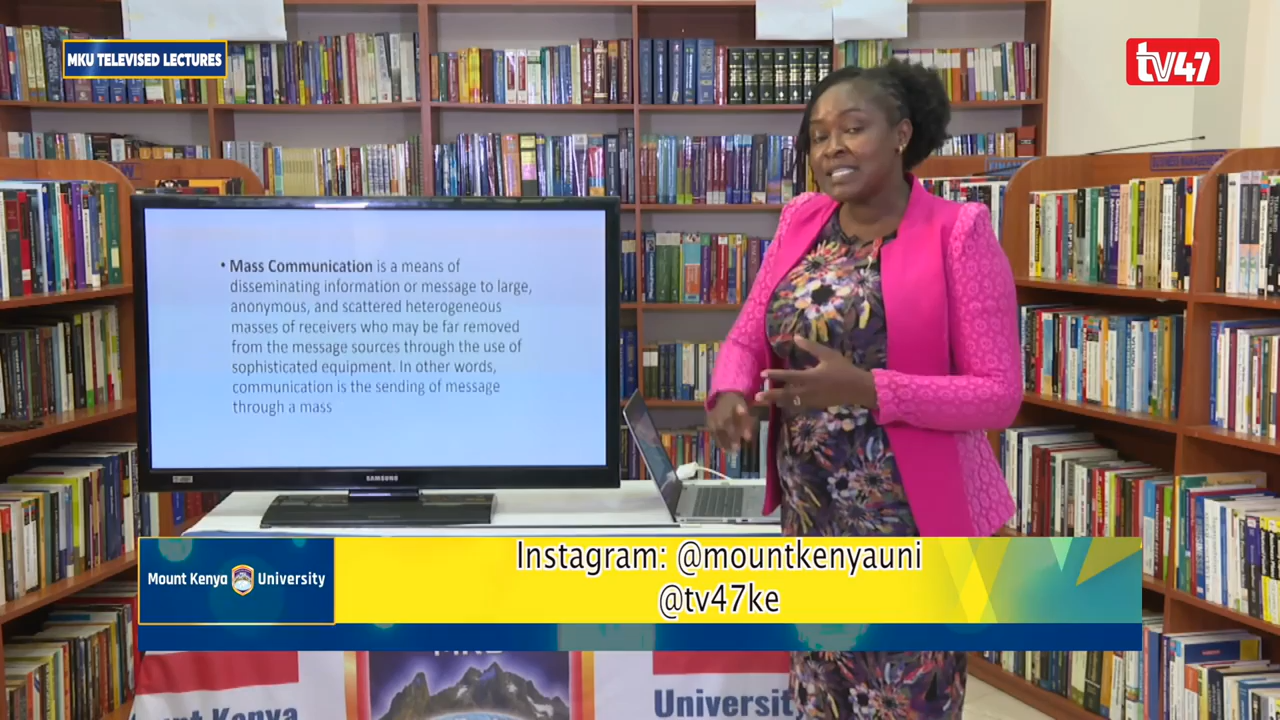 MKU TELEVISED LECTURES
tv47
BUSINESS MANAGEMENT
• Mass Communication is a means of
disseminating information or message to large,
anonymous, and scattered heterogeneous
masses of receivers who may be far removed
from the message sources through the use of
sophisticated equipment. In other words,
communication is the sending of message
through a mass
SAMSUNG
Instagram: @mountkenyauni
@tv47ke
Mount Kenya University
University